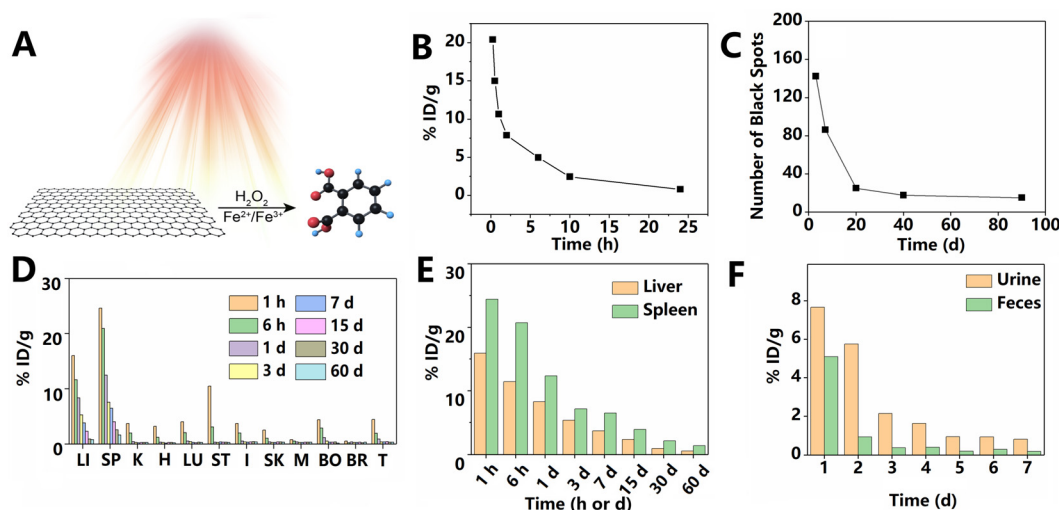 A
H₂O₂
Fe²⁺/Fe³⁺
B
% ID/g
20
15
10
5
0
0 5 10 15 20 25
Time (h)
C
Number of Black Spots
200
160
120
80
40
0
0 20 40 60 80 100
Time (d)
D
% ID/g
30
20
10
0
1 h 7 d
6 h 15 d
1 d 30 d
3 d 60 d
LI SP K H LU ST I SK M BO BR T
E
% ID/g
30
20
10
0
Liver
Spleen
1 h 6 h 1 d 3 d 7 d 15 d 30 d 60 d
Time (h or d)
F
% ID/g
8
6
4
2
0
Urine
Feces
1 2 3 4 5 6 7
Time (d)